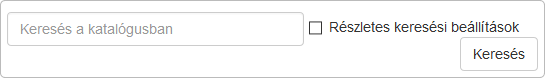 Keresés a katalógusban
Részletes keresési beállítások
Keresés